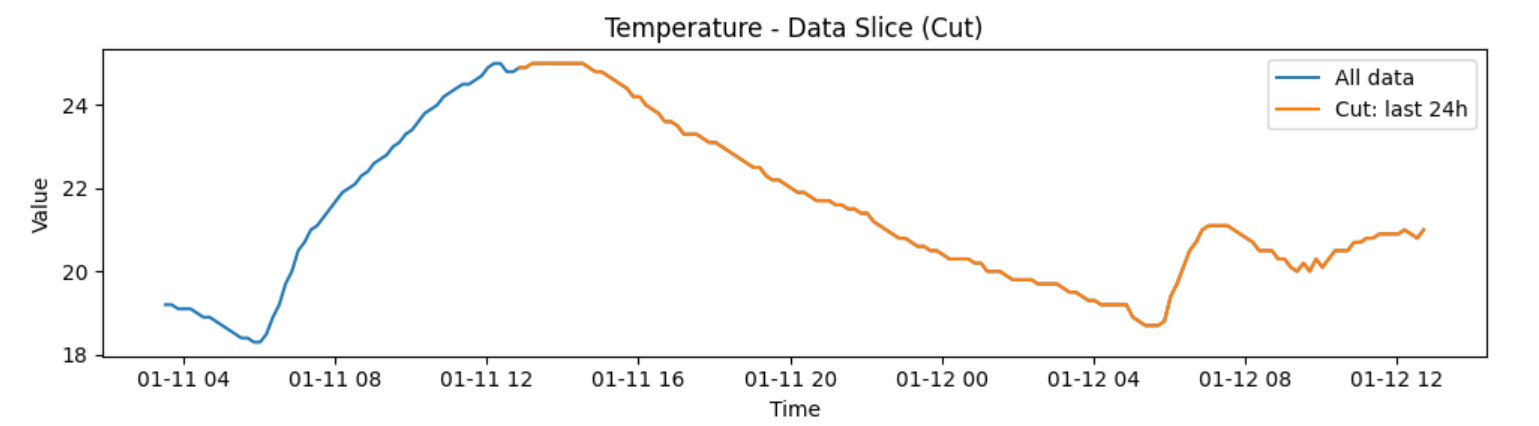 Temperature - Data Slice (Cut)
All data
Cut: last 24h
Value
24
22
20
18
01-11 04 01-11 08 01-11 12 01-11 16 01-11 20 01-12 00 01-12 04 01-12 08 01-12 12
Time